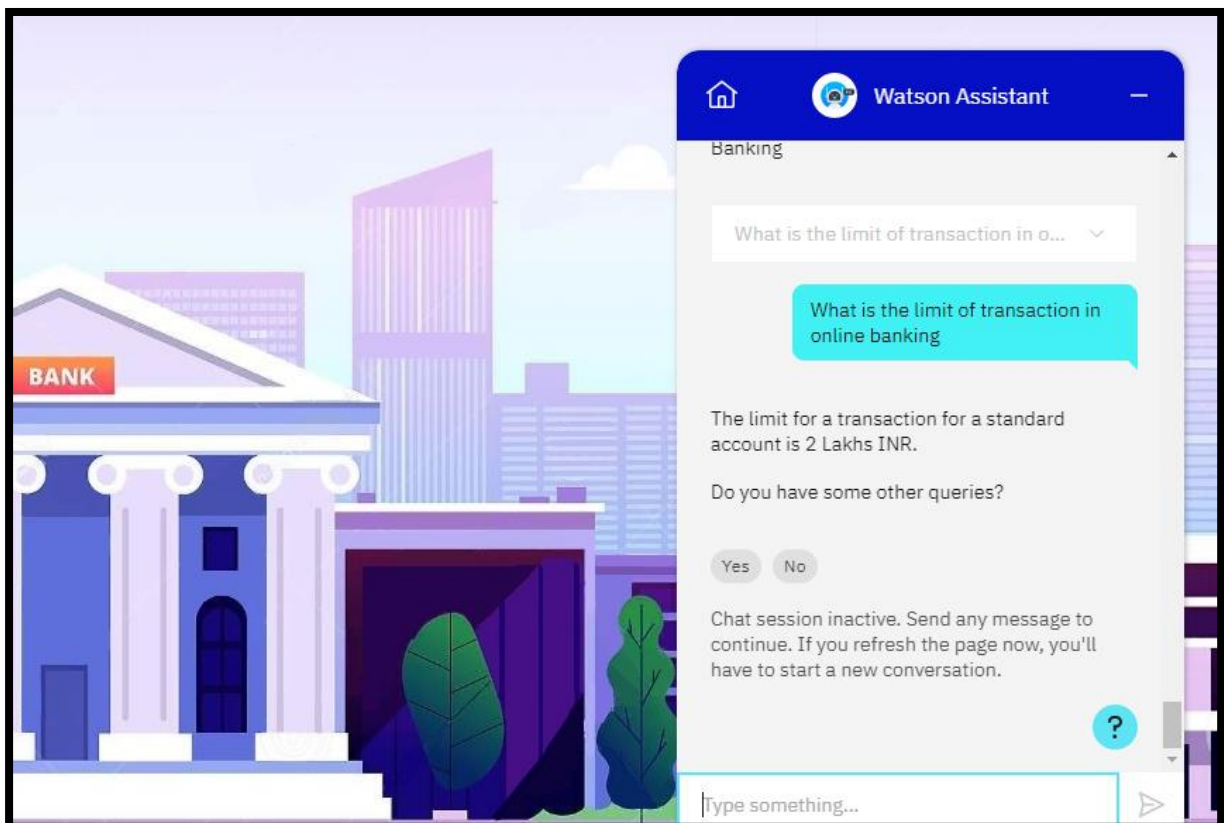 Watson Assistant
Banking
What is the limit of transaction in o...
What is the limit of transaction in
online banking
BANK
The limit for a transaction for a standard
account is 2 Lakhs INR.
Do you have some other queries?
Yes No
Chat session inactive. Send any message to
continue. If you refresh the page now, you'll
have to start a new conversation.
?
Type something...